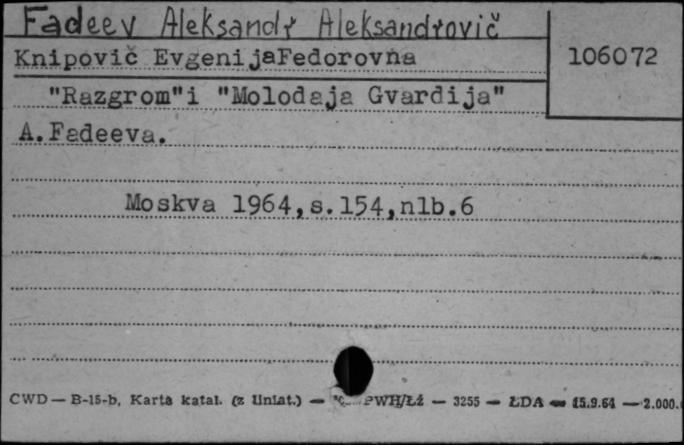 Fadeev Aleksandr Aleksandrovič
Knipovič EvgenijaFedorovna
106072
"Razgrom"i "Molodaja Gvardija"
A.Fadeeva.
Moskva 1964,s.154,nlb.6
CWD — B-15-b, Karta katal. (z Uniat.) — PWH/Łź — 3255 — ŁDA — 15.9.64 — 2.000.